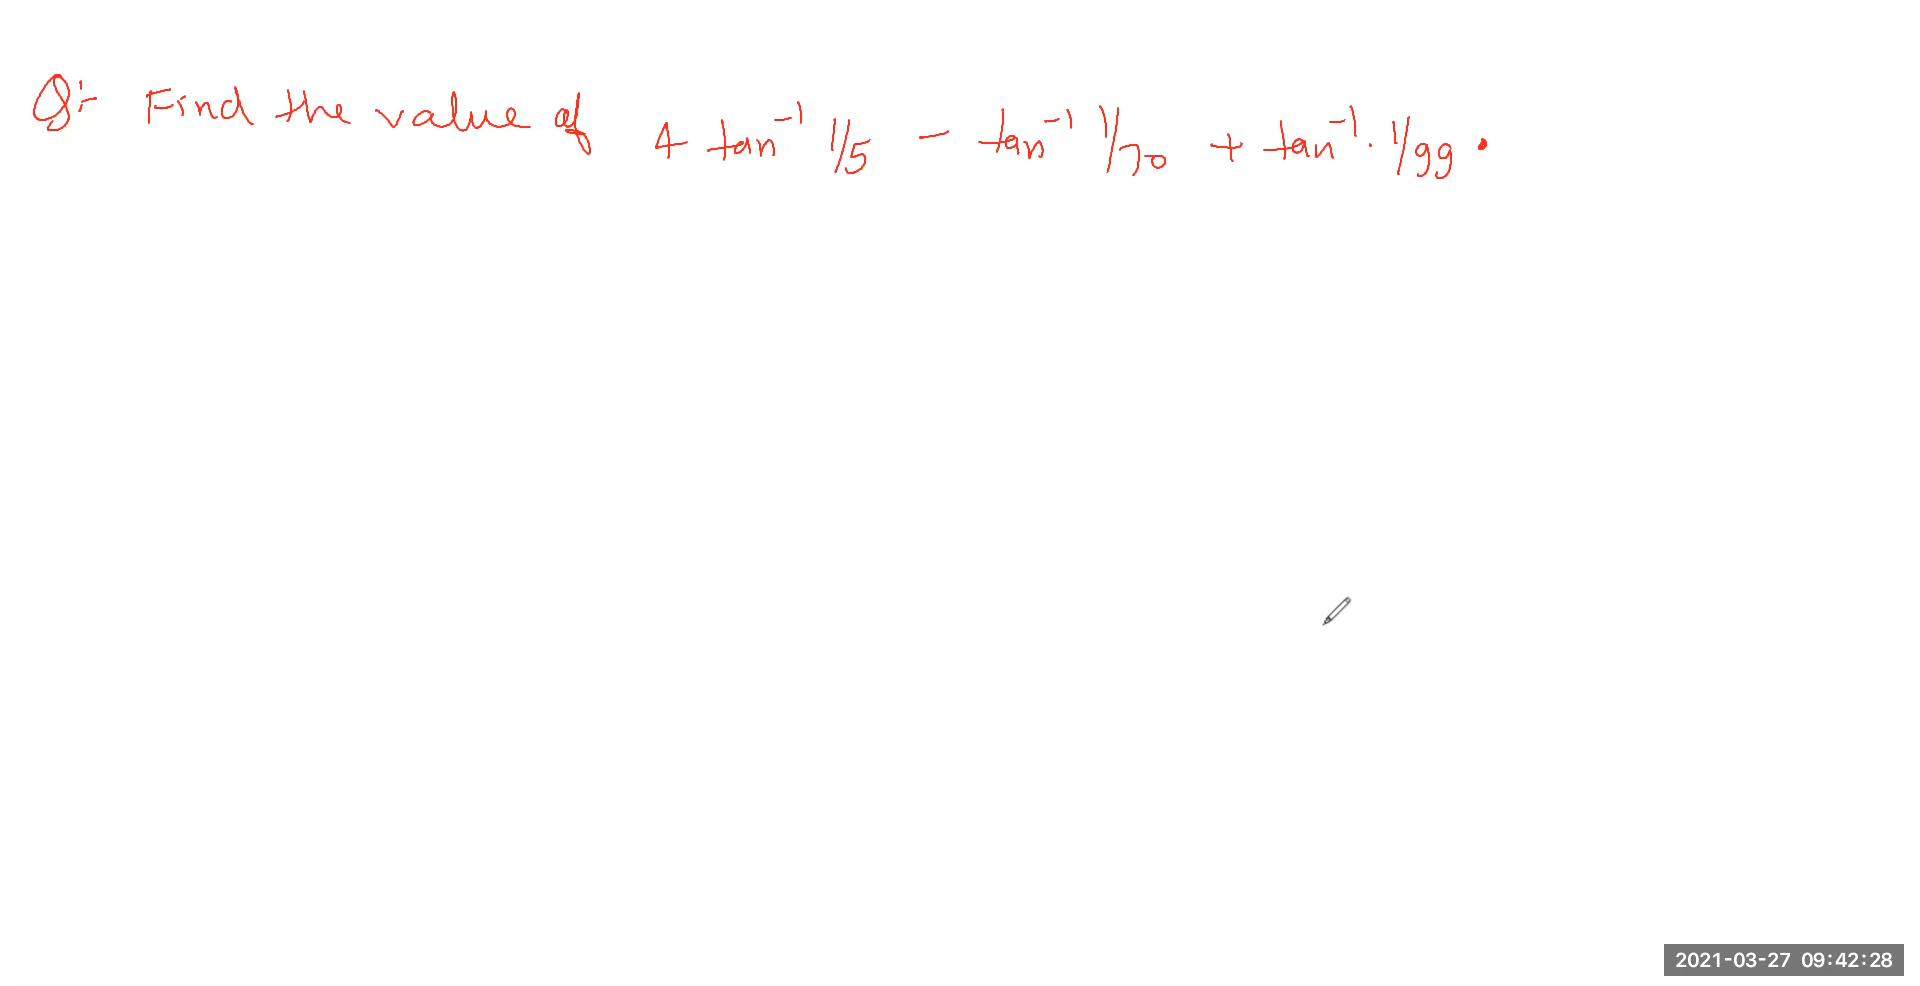 Q:- Find the value of 4 tan⁻¹ 1/5 - tan⁻¹ 1/70 + tan⁻¹ 1/99 .
2021-03-27 09:42:28